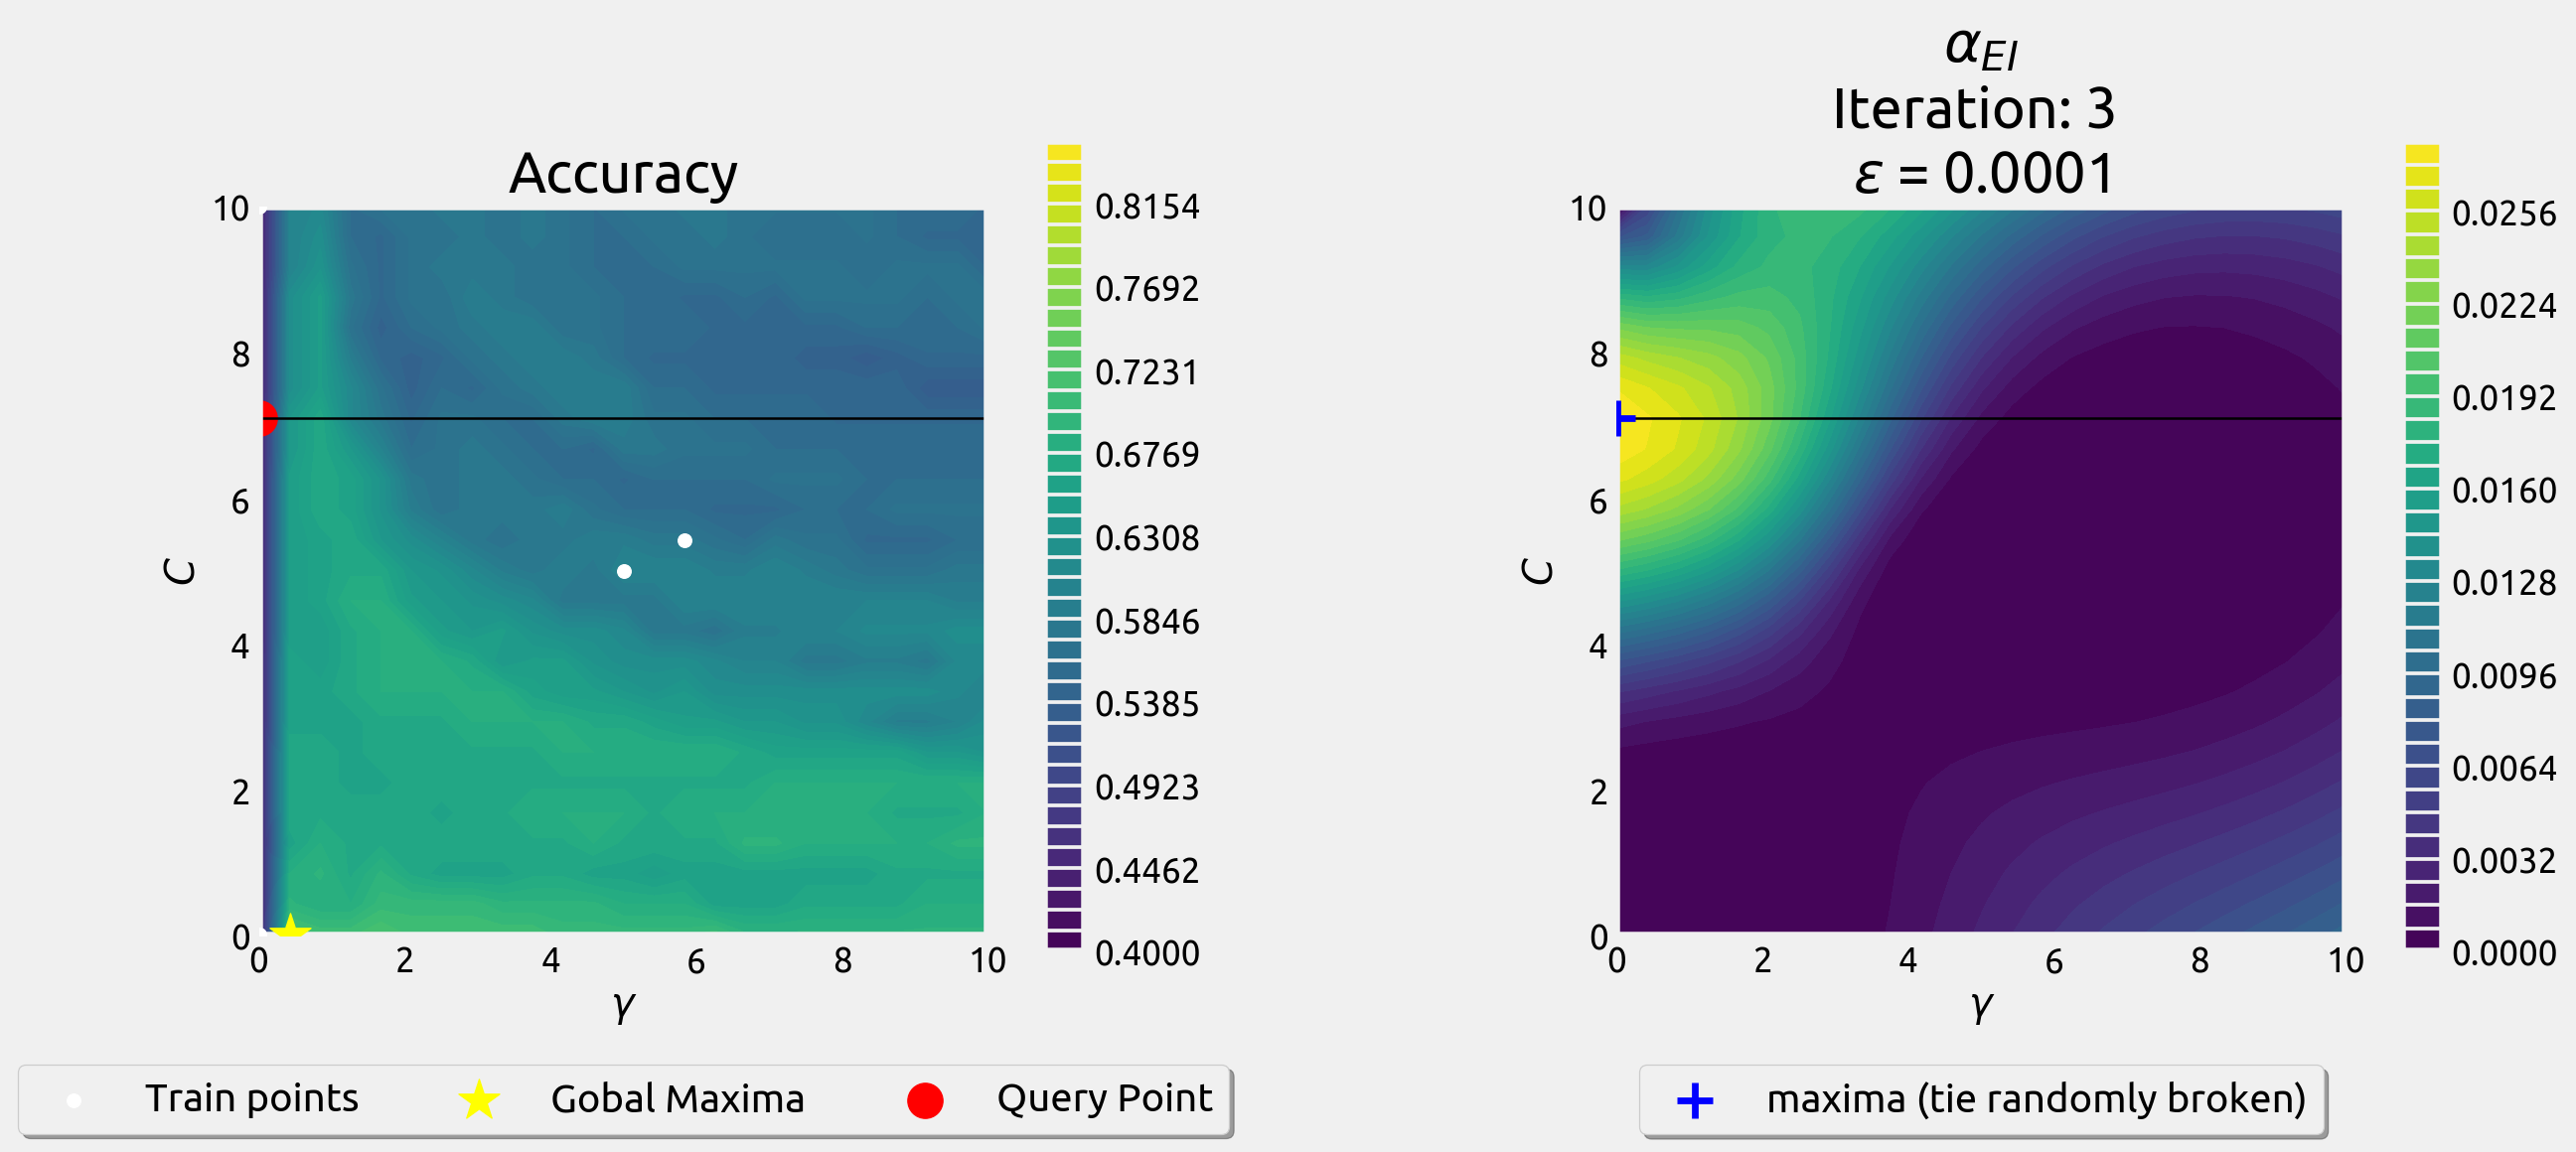 Accuracy
10
8
6
4
2
0
C
0 2 4 6 8 10
γ
0.8154
0.7692
0.7231
0.6769
0.6308
0.5846
0.5385
0.4923
0.4462
0.4000
Train points
Gobal Maxima
Query Point
α_EI
Iteration: 3
ε = 0.0001
10
8
6
4
2
0
C
0 2 4 6 8 10
γ
0.0256
0.0224
0.0192
0.0160
0.0128
0.0096
0.0064
0.0032
0.0000
maxima (tie randomly broken)